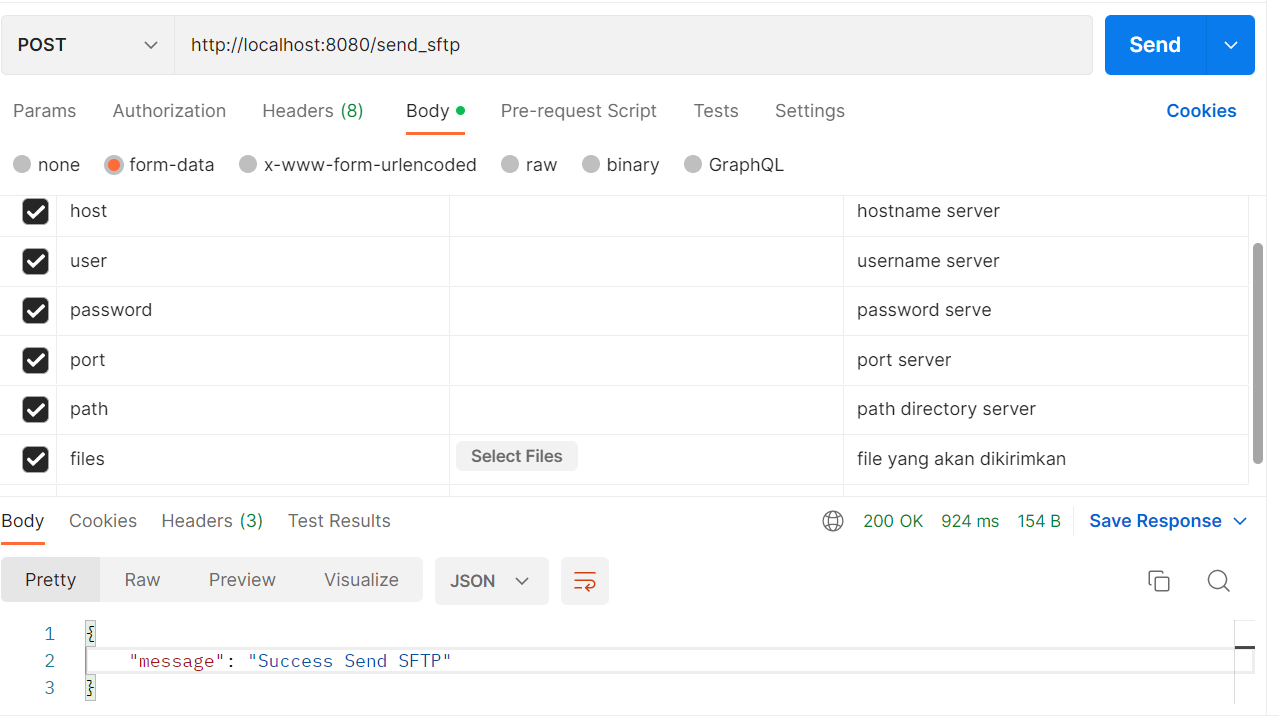 POST http://localhost:8080/send_sftp Send
Params Authorization Headers (8) Body Pre-request Script Tests Settings Cookies
none form-data x-www-form-urlencoded raw binary GraphQL
host hostname server
user username server
password password serve
port port server
path path directory server
files Select Files file yang akan dikirimkan
Body Cookies Headers (3) Test Results 200 OK 924 ms 154 B Save Response
Pretty Raw Preview Visualize JSON
1 {
2 "message": "Success Send SFTP"
3 }